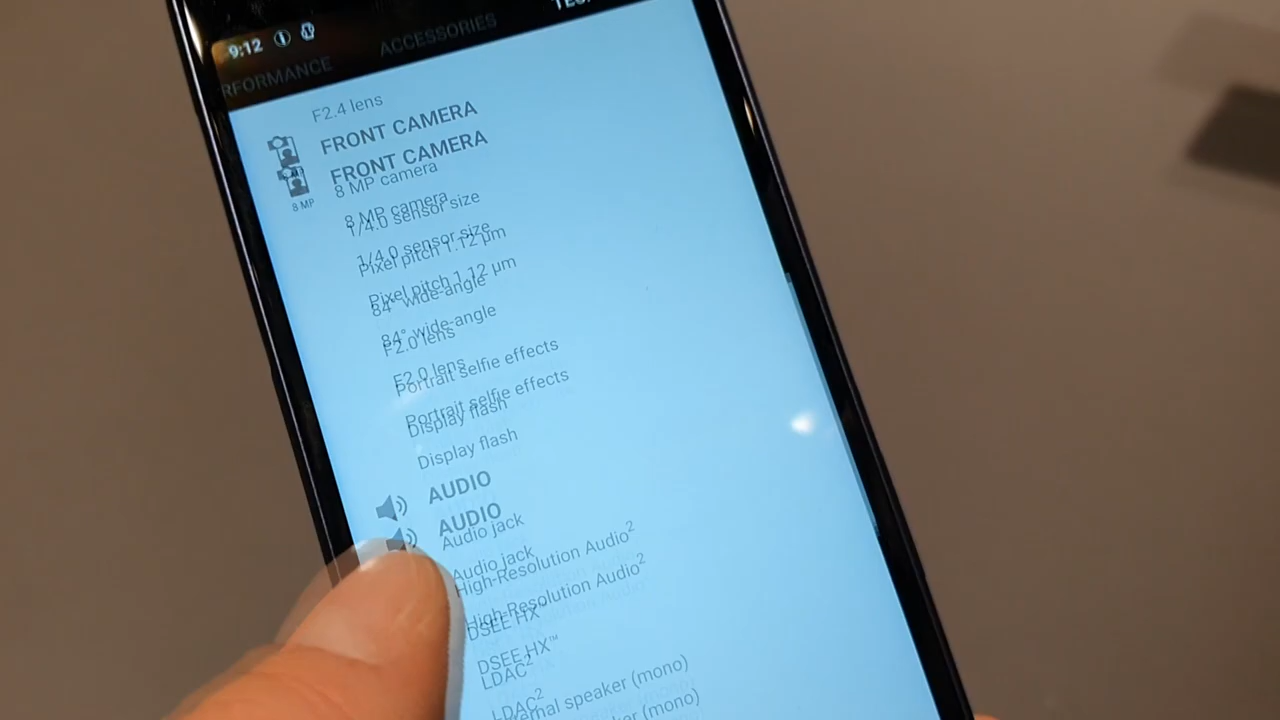 9:12
RFORMANCE ACCESSORIES
F2.4 lens
FRONT CAMERA
FRONT CAMERA
8 MP camera
8 MP
8 MP camera
1/4.0 sensor size
1/4.0 sensor size
Pixel pitch 1.12 µm
Pixel pitch 1.12 µm
84° wide-angle
84° wide-angle
F2.0 lens
F2.0 lens
Portrait selfie effects
Portrait selfie effects
Display flash
Display flash
AUDIO
AUDIO
Audio jack
Audio jack
High-Resolution Audio²
High-Resolution Audio²
DSEE HX™
DSEE HX™
LDAC²
LDAC²
speaker (mono)
(mono)